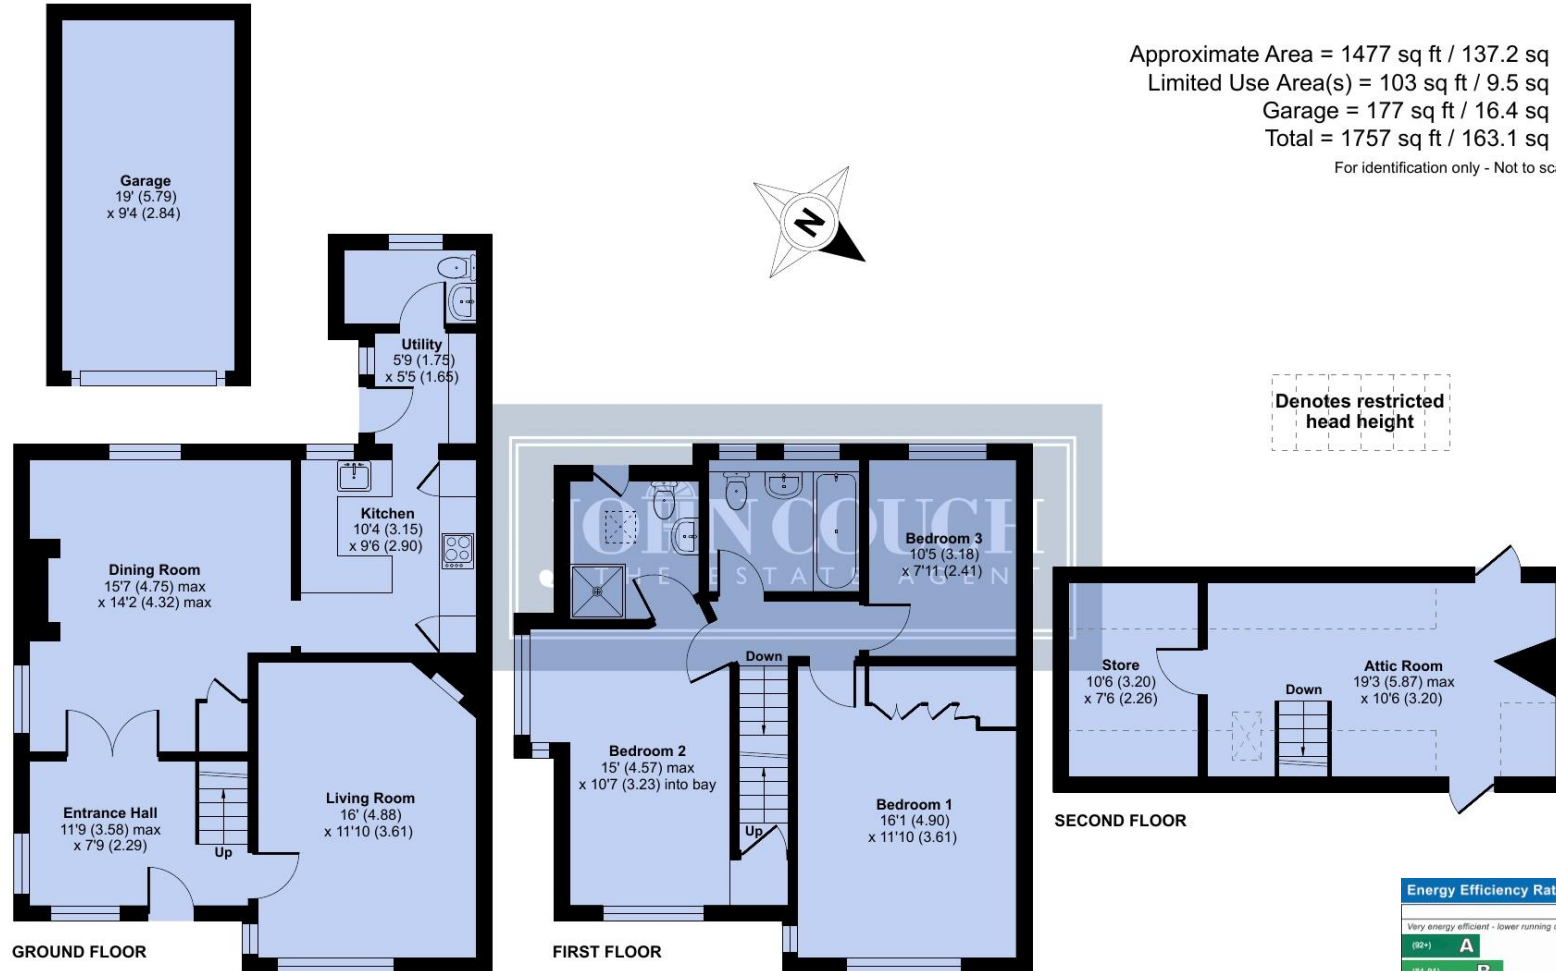 Approximate Area = 1477 sq ft / 137.2 sq
Limited Use Area(s) = 103 sq ft / 9.5 sq
Garage = 177 sq ft / 16.4 sq
Total = 1757 sq ft / 163.1 sq
For identification only - Not to sca
Garage
19' (5.79)
x 9'4 (2.84)
N
Utility
5'9 (1.75)
x 5'5 (1.65)
Denotes restricted
head height
Kitchen
10'4 (3.15)
x 9'6 (2.90)
Dining Room
15'7 (4.75) max
x 14'2 (4.32) max
JOHN COUCH
THE ESTATE AGENT
Bedroom 3
10'5 (3.18)
x 7'11 (2.41)
Down
Store
10'6 (3.20)
x 7'6 (2.26)
Down
Attic Room
19'3 (5.87) max
x 10'6 (3.20)
Entrance Hall
11'9 (3.58) max
x 7'9 (2.29)
Up
Living Room
16' (4.88)
x 11'10 (3.61)
Bedroom 2
15' (4.57) max
x 10'7 (3.23) into bay
Up
Bedroom 1
16'1 (4.90)
x 11'10 (3.61)
SECOND FLOOR
GROUND FLOOR
FIRST FLOOR
Energy Efficiency Rat
Very energy efficient - lower running c
(92+) A
B